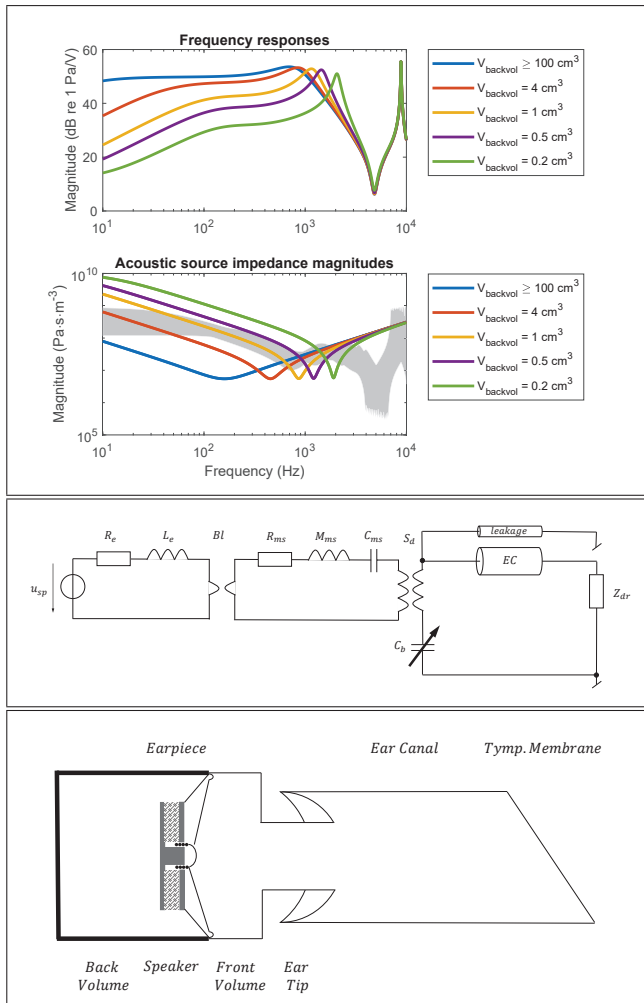 Frequency responses
Magnitude (dB re 1 Pa/V)
60
40
20
0
10^1
10^2
10^3
10^4
V_backvol ≥ 100 cm^3
V_backvol = 4 cm^3
V_backvol = 1 cm^3
V_backvol = 0.5 cm^3
V_backvol = 0.2 cm^3
Acoustic source impedance magnitudes
Magnitude (Pa·s·m^-3)
10^10
10^5
10^1
10^2
10^3
10^4
Frequency (Hz)
V_backvol ≥ 100 cm^3
V_backvol = 4 cm^3
V_backvol = 1 cm^3
V_backvol = 0.5 cm^3
V_backvol = 0.2 cm^3
R_e
L_e
Bl
R_ms
M_ms
C_ms
S_d
leakage
EC
u_sp
Z_dr
C_b
Earpiece
Ear Canal
Tymp. Membrane
Back Volume
Speaker
Front Volume
Ear Tip